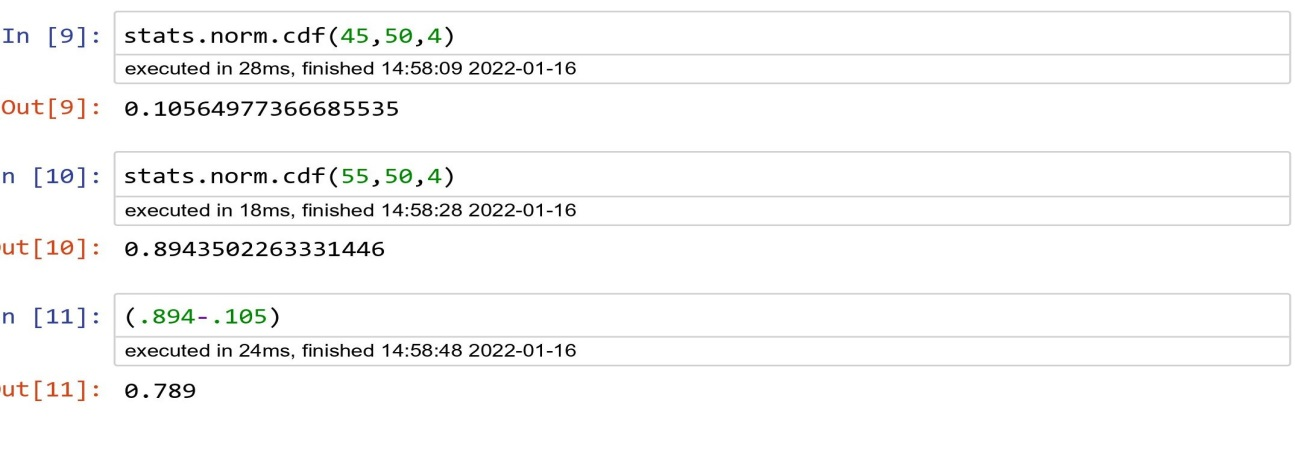 In [9]: stats.norm.cdf(45,50,4)
executed in 28ms, finished 14:58:09 2022-01-16
Out[9]: 0.10564977366685535
n [10]: stats.norm.cdf(55,50,4)
executed in 18ms, finished 14:58:28 2022-01-16
ut[10]: 0.8943502263331446
n [11]: (.894-.105)
executed in 24ms, finished 14:58:48 2022-01-16
ut[11]: 0.789